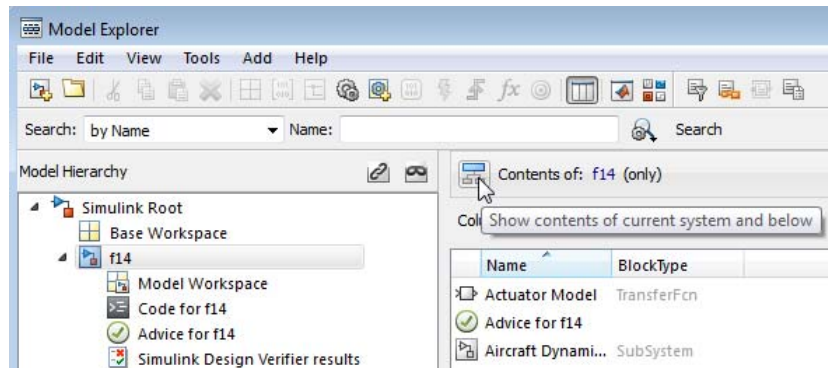 Model Explorer
File Edit View Tools Add Help
fx
Search: by Name Name: Search
Model Hierarchy
Contents of: f14 (only)
Show contents of current system and below
Simulink Root
Base Workspace
f14
Model Workspace
Code for f14
Advice for f14
Simulink Design Verifier results
Name BlockType
Actuator Model TransferFcn
Advice for f14
Aircraft Dynami... SubSystem